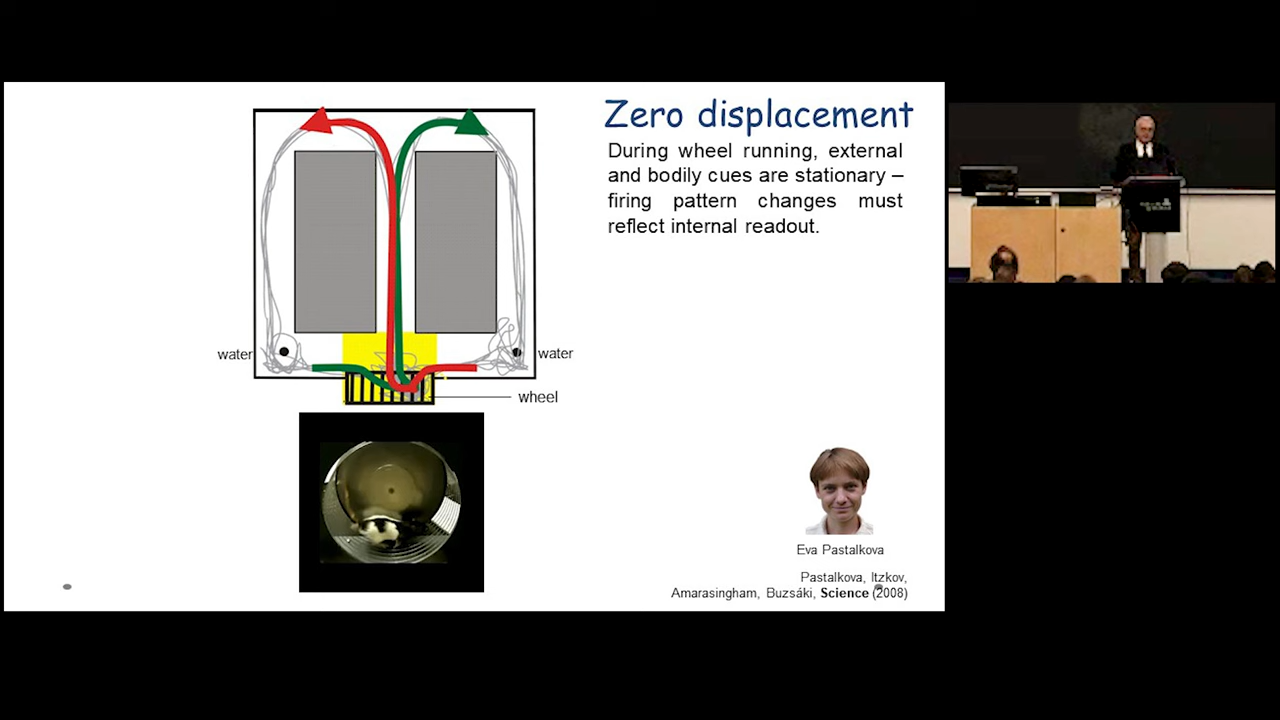 Zero displacement
During wheel running, external
and bodily cues are stationary –
firing pattern changes must
reflect internal readout.
water
water
wheel
Eva Pastalkova
Pastalkova, Itzkov,
Amarasingham, Buzsáki, Science (2008)